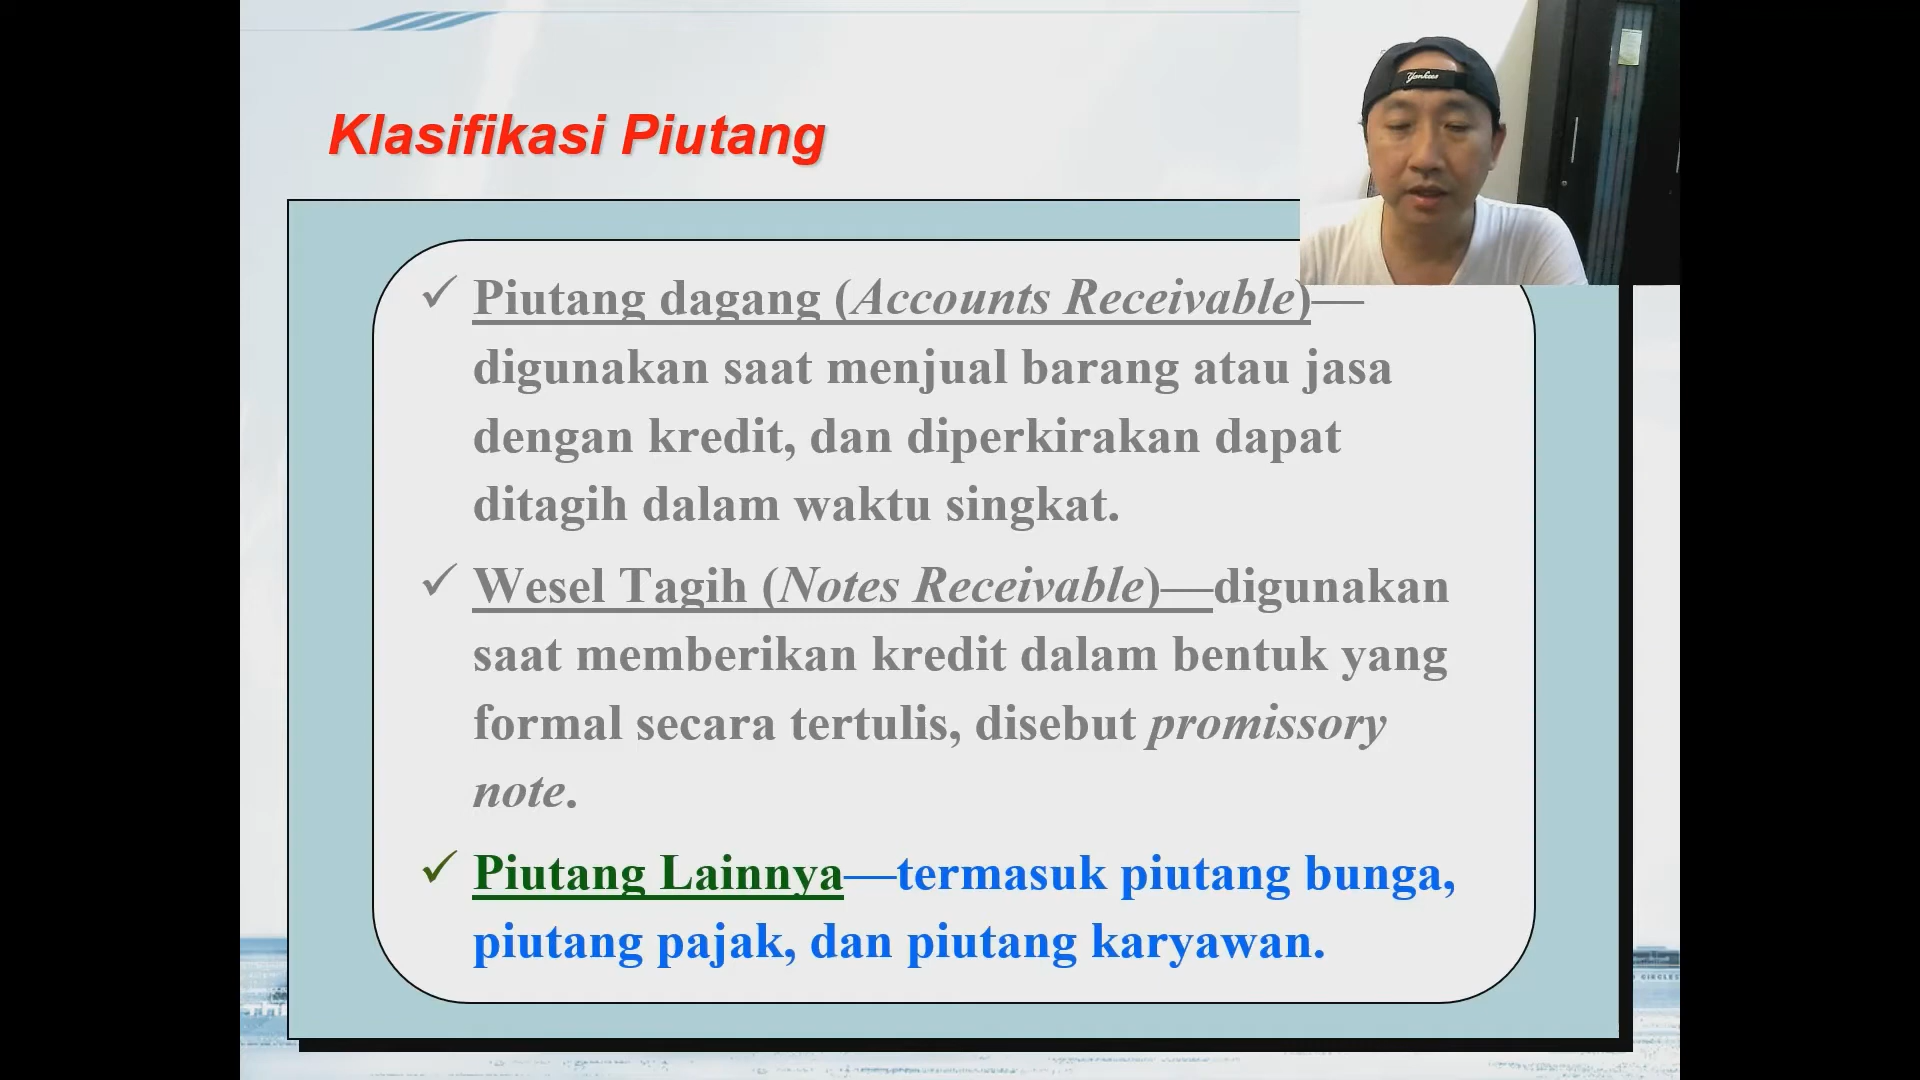 Klasifikasi Piutang
Yankees
✓ Piutang dagang (Accounts Receivable)—
digunakan saat menjual barang atau jasa
dengan kredit, dan diperkirakan dapat
ditagih dalam waktu singkat.
✓ Wesel Tagih (Notes Receivable)—digunakan
saat memberikan kredit dalam bentuk yang
formal secara tertulis, disebut promissory
note.
✓ Piutang Lainnya—termasuk piutang bunga,
piutang pajak, dan piutang karyawan.